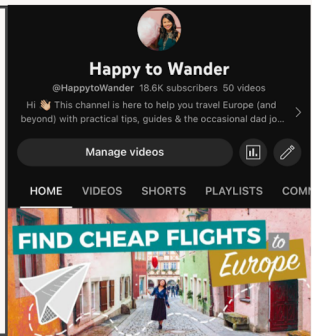 Happy to Wander
@HappytoWander 18.6K subscribers 50 videos
Hi 👋🏼 This channel is here to help you travel Europe (and
beyond) with practical tips, guides & the occasional dad jo...
Manage videos
HOME VIDEOS SHORTS PLAYLISTS COM
FIND CHEAP FLIGHTS to
Europe